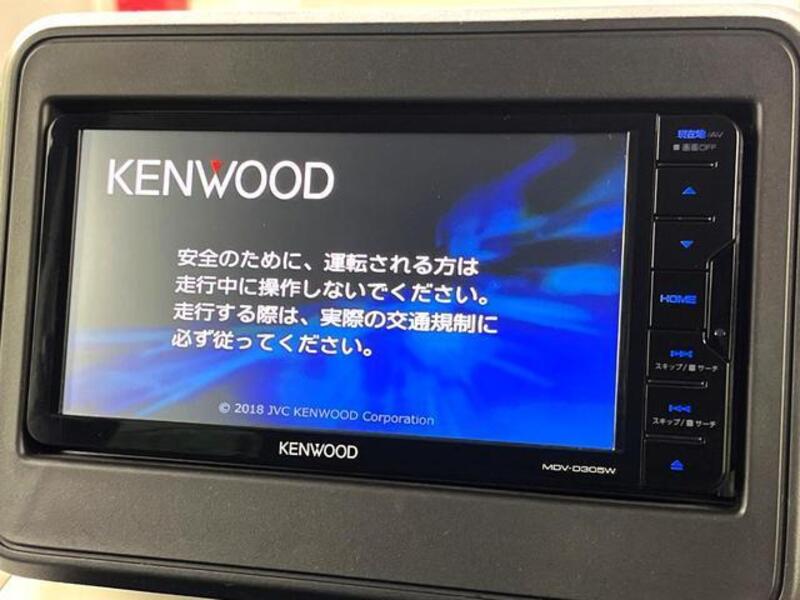 KENWOOD
安全のために、運転される方は
走行中に操作しないでください。
走行する際は、実際の交通規制に
必ず従ってください。
© 2018 JVC KENWOOD Corporation
KENWOOD
MDV-D305W
現在地/AV
■画面OFF
HOME
スキップ/■サーチ
スキップ/■サーチ